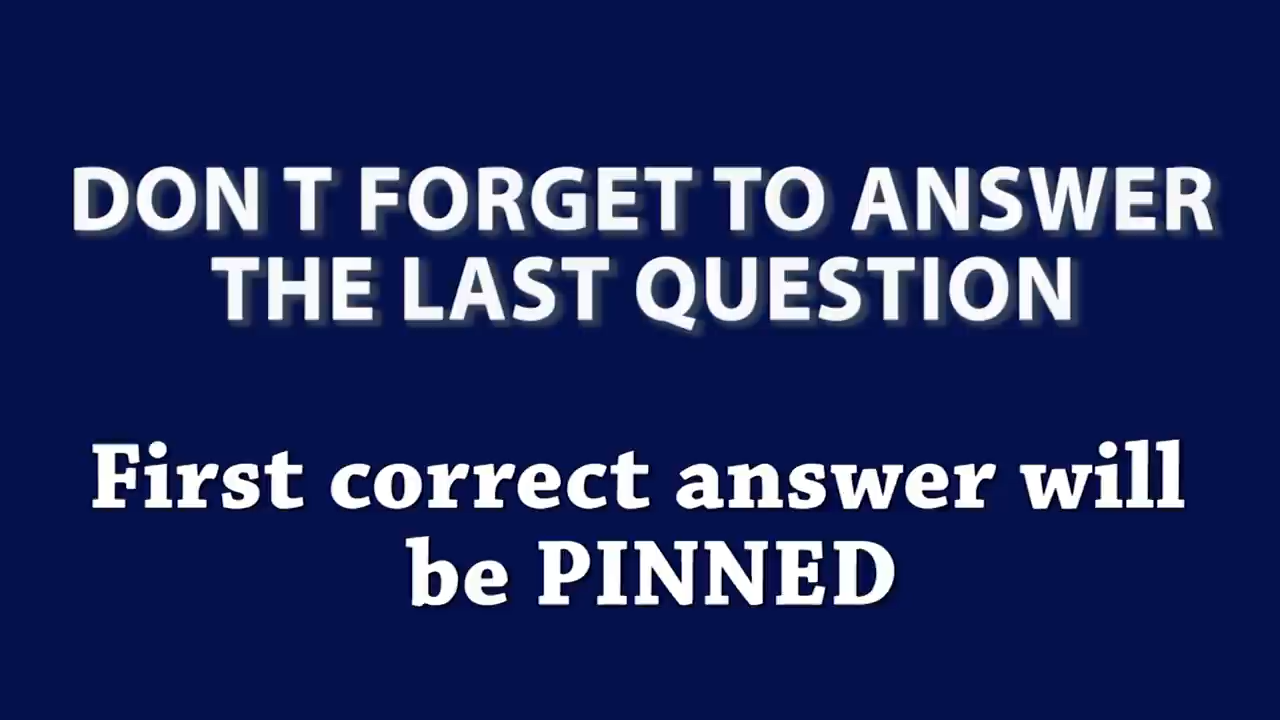 DON T FORGET TO ANSWER
THE LAST QUESTION
First correct answer will
be PINNED